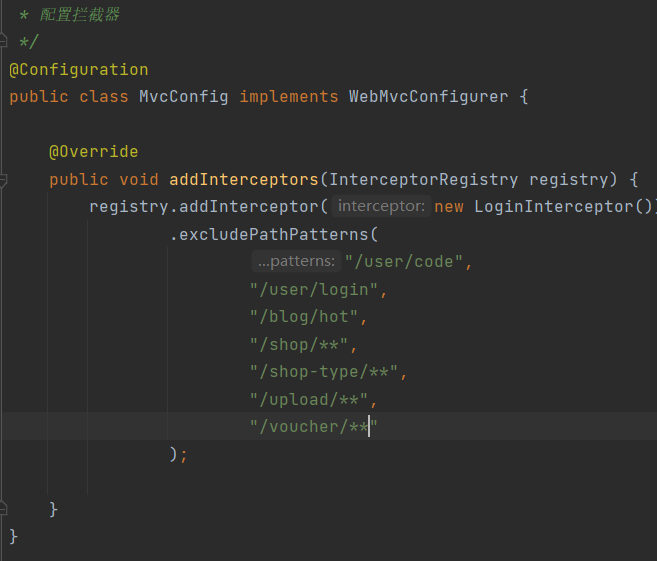 * 配置拦截器
*/
@Configuration
public class MvcConfig implements WebMvcConfigurer {
@Override
public void addInterceptors(InterceptorRegistry registry) {
registry.addInterceptor( interceptor: new LoginInterceptor())
.excludePathPatterns(
...patterns: "/user/code",
"/user/login",
"/blog/hot",
"/shop/**",
"/shop-type/**",
"/upload/**",
"/voucher/**"
);
}
}